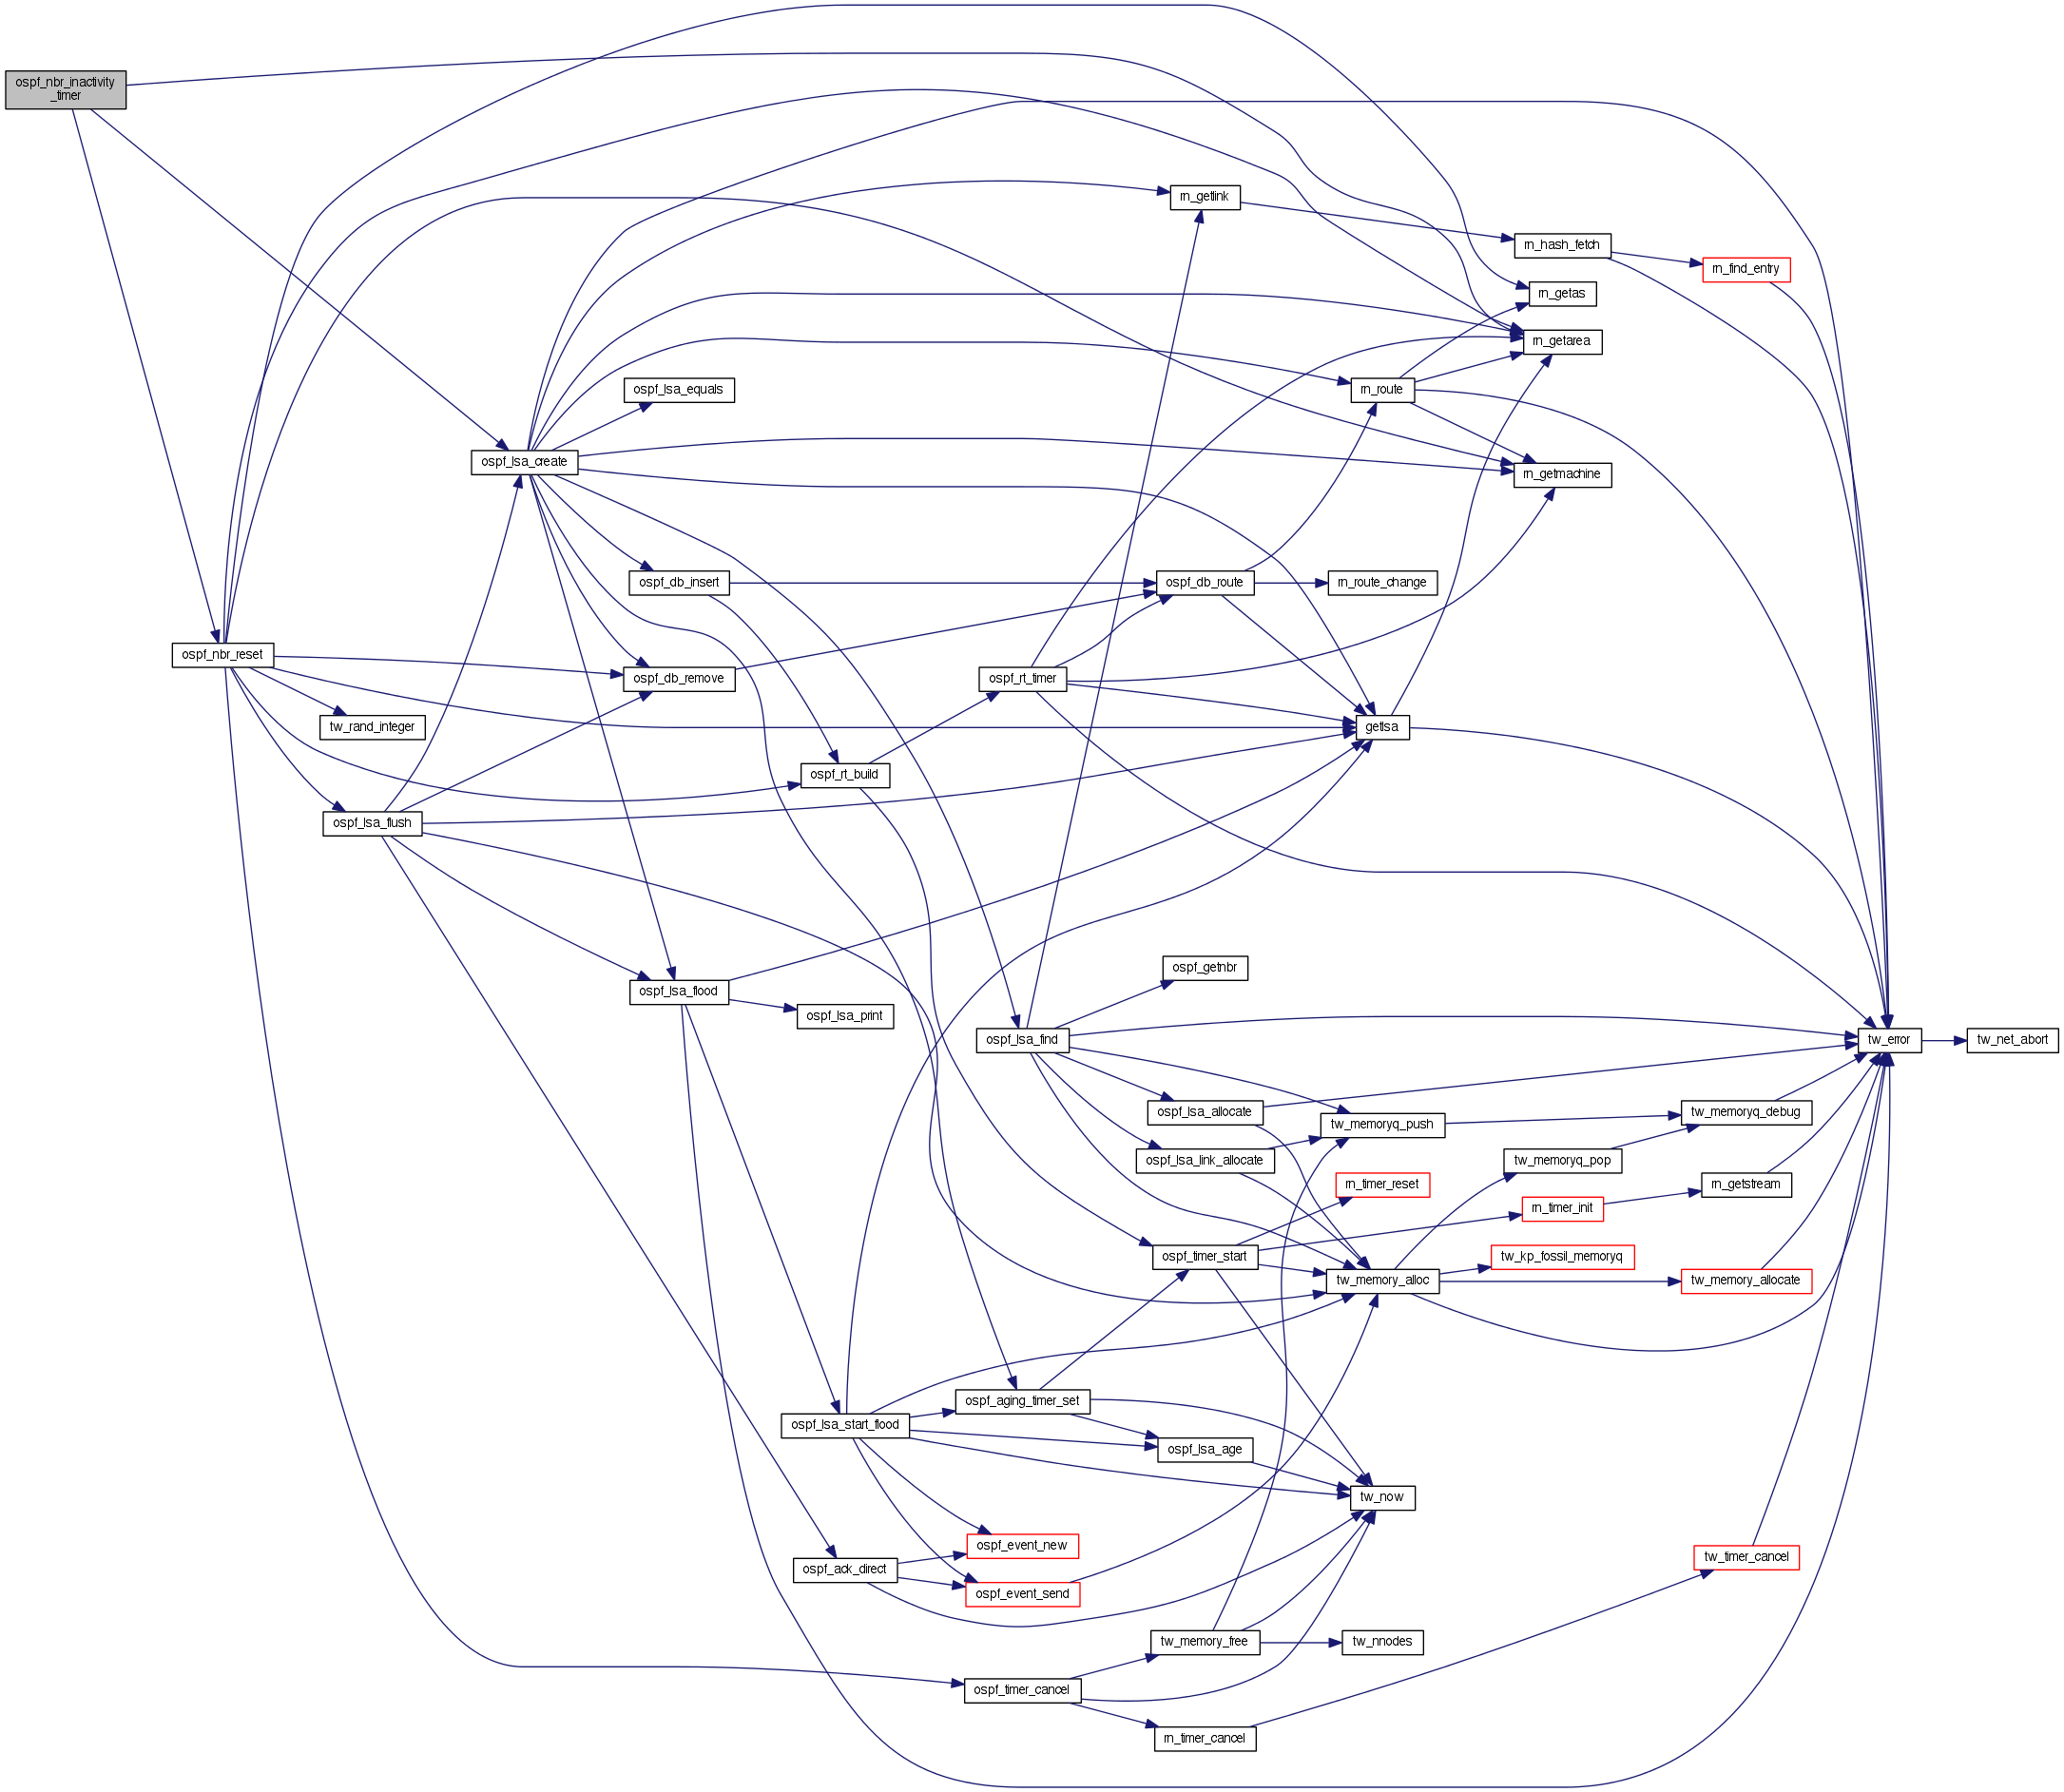 ospf_nbr_inactivity
_timer
rn_getlink
rn_hash_fetch
rn_find_entry
rn_getas
rn_getarea
ospf_lsa_equals
rn_route
ospf_lsa_create
rn_getmachine
ospf_db_insert
ospf_db_route
rn_route_change
ospf_nbr_reset
ospf_db_remove
ospf_rt_timer
tw_rand_integer
getlsa
ospf_rt_build
ospf_lsa_flush
ospf_getnbr
ospf_lsa_flood
ospf_lsa_print
ospf_lsa_find
tw_error
tw_net_abort
ospf_lsa_allocate
tw_memoryq_push
tw_memoryq_debug
ospf_lsa_link_allocate
tw_memoryq_pop
rn_timer_reset
rn_getstream
rn_timer_init
ospf_timer_start
tw_kp_fossil_memoryq
tw_memory_alloc
tw_memory_allocate
ospf_aging_timer_set
ospf_lsa_start_flood
ospf_lsa_age
tw_now
ospf_event_new
tw_timer_cancel
ospf_ack_direct
ospf_event_send
tw_memory_free
tw_nnodes
ospf_timer_cancel
rn_timer_cancel